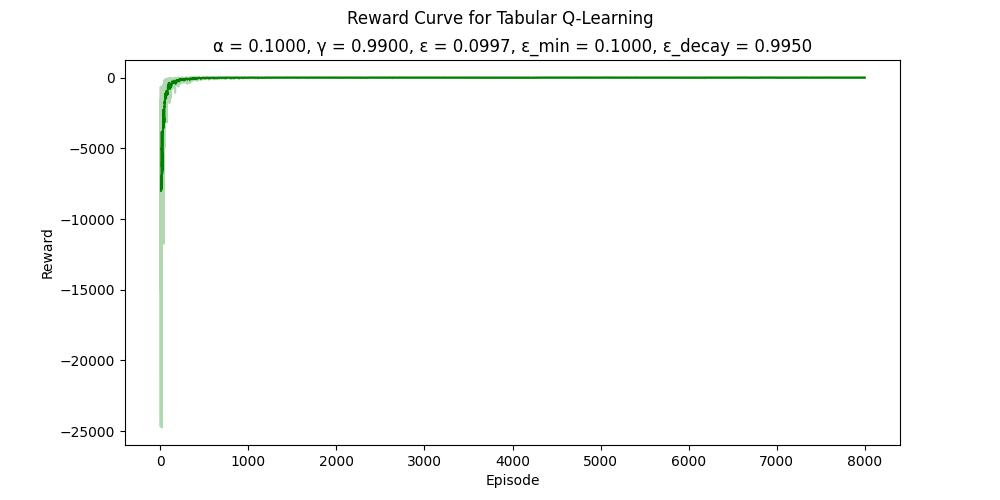 Reward Curve for Tabular Q-Learning
α = 0.1000, γ = 0.9900, ε = 0.0997, ε_min = 0.1000, ε_decay = 0.9950
0
−5000
−10000
−15000
−20000
−25000
Reward
0 1000 2000 3000 4000 5000 6000 7000 8000
Episode